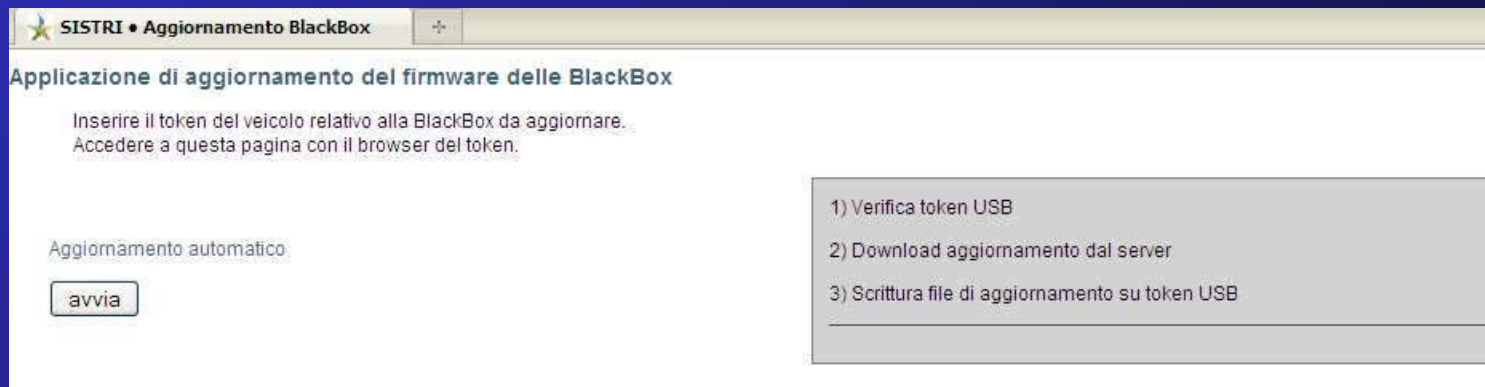 SISTRI • Aggiornamento BlackBox
Applicazione di aggiornamento del firmware delle BlackBox
Inserire il token del veicolo relativo alla BlackBox da aggiornare.
Accedere a questa pagina con il browser del token.
Aggiornamento automatico
avvia
1) Verifica token USB
2) Download aggiornamento dal server
3) Scrittura file di aggiornamento su token USB